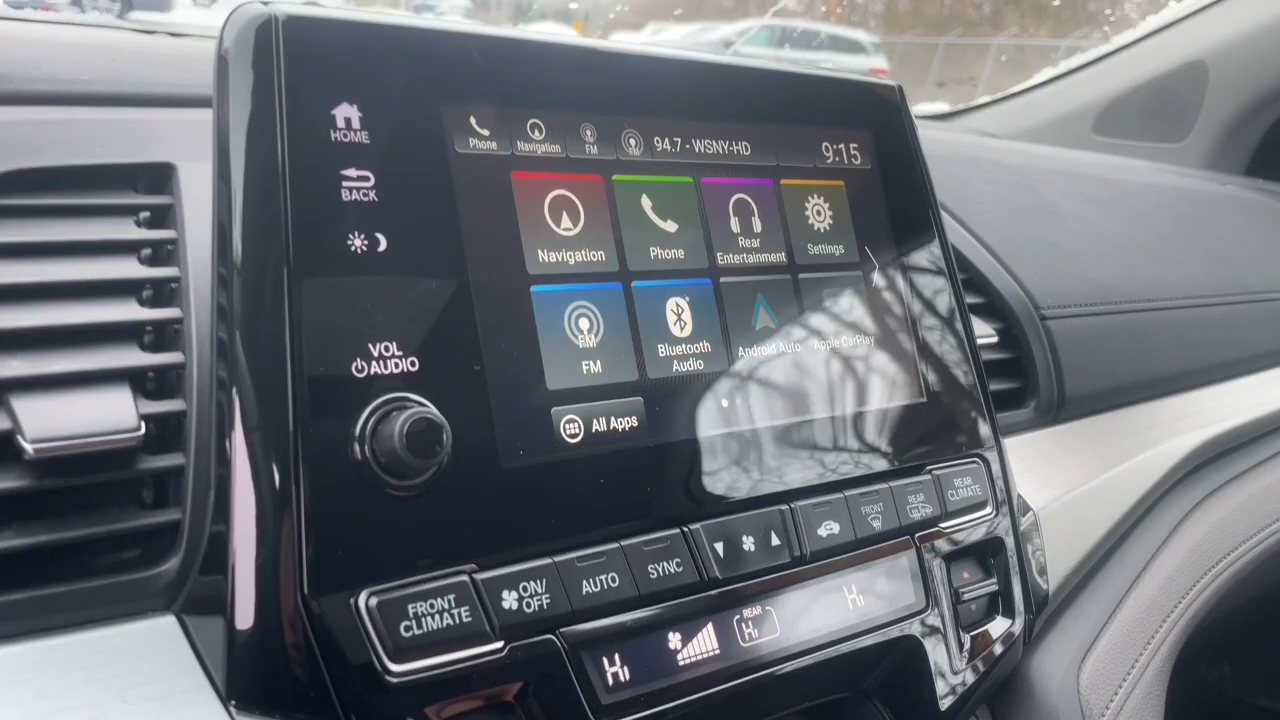 HOME
BACK
VOL
AUDIO
Phone
Navigation
FM
FM
94.7 - WSNY-HD
9:15
Navigation
Phone
Rear
Entertainment
Settings
FM
FM
Bluetooth
Audio
Android Auto
Apple CarPlay
All Apps
FRONT
CLIMATE
ON/
OFF
AUTO
SYNC
FRONT
REAR
REAR
CLIMATE
Hi
REAR
Hi
Hi